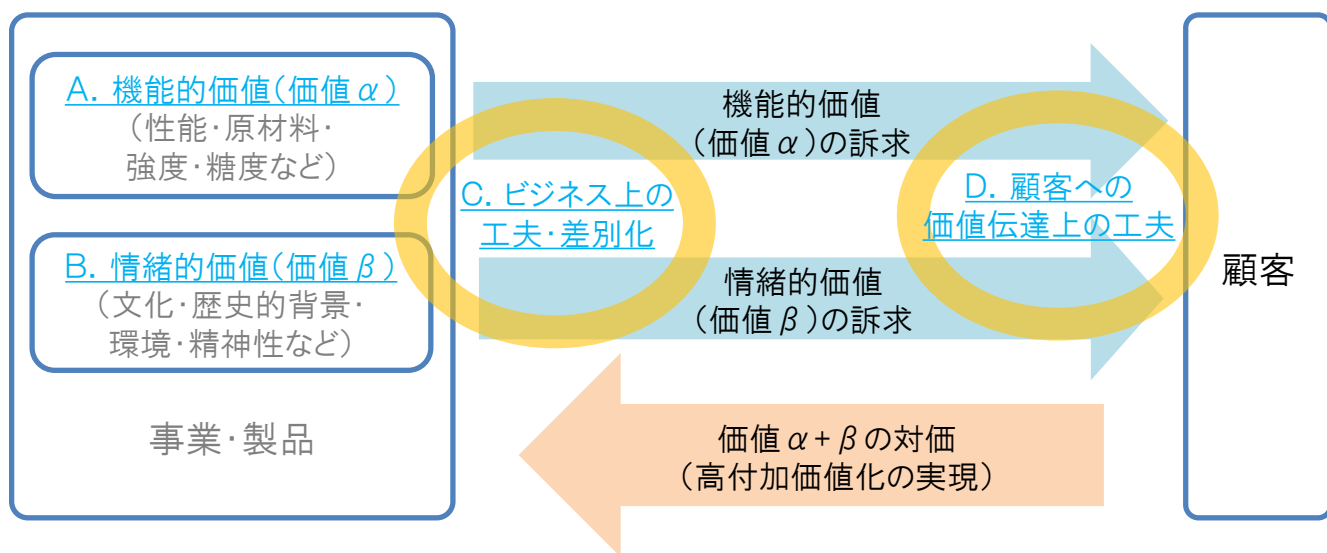 A. 機能的価値(価値α)
(性能・原材料・
強度・糖度など)
B. 情緒的価値(価値β)
(文化・歴史的背景・
環境・精神性など)
事業・製品
機能的価値
(価値α)の訴求
C. ビジネス上の
工夫・差別化
D. 顧客への
価値伝達上の工夫
情緒的価値
(価値β)の訴求
価値α+βの対価
(高付加価値化の実現)
顧客